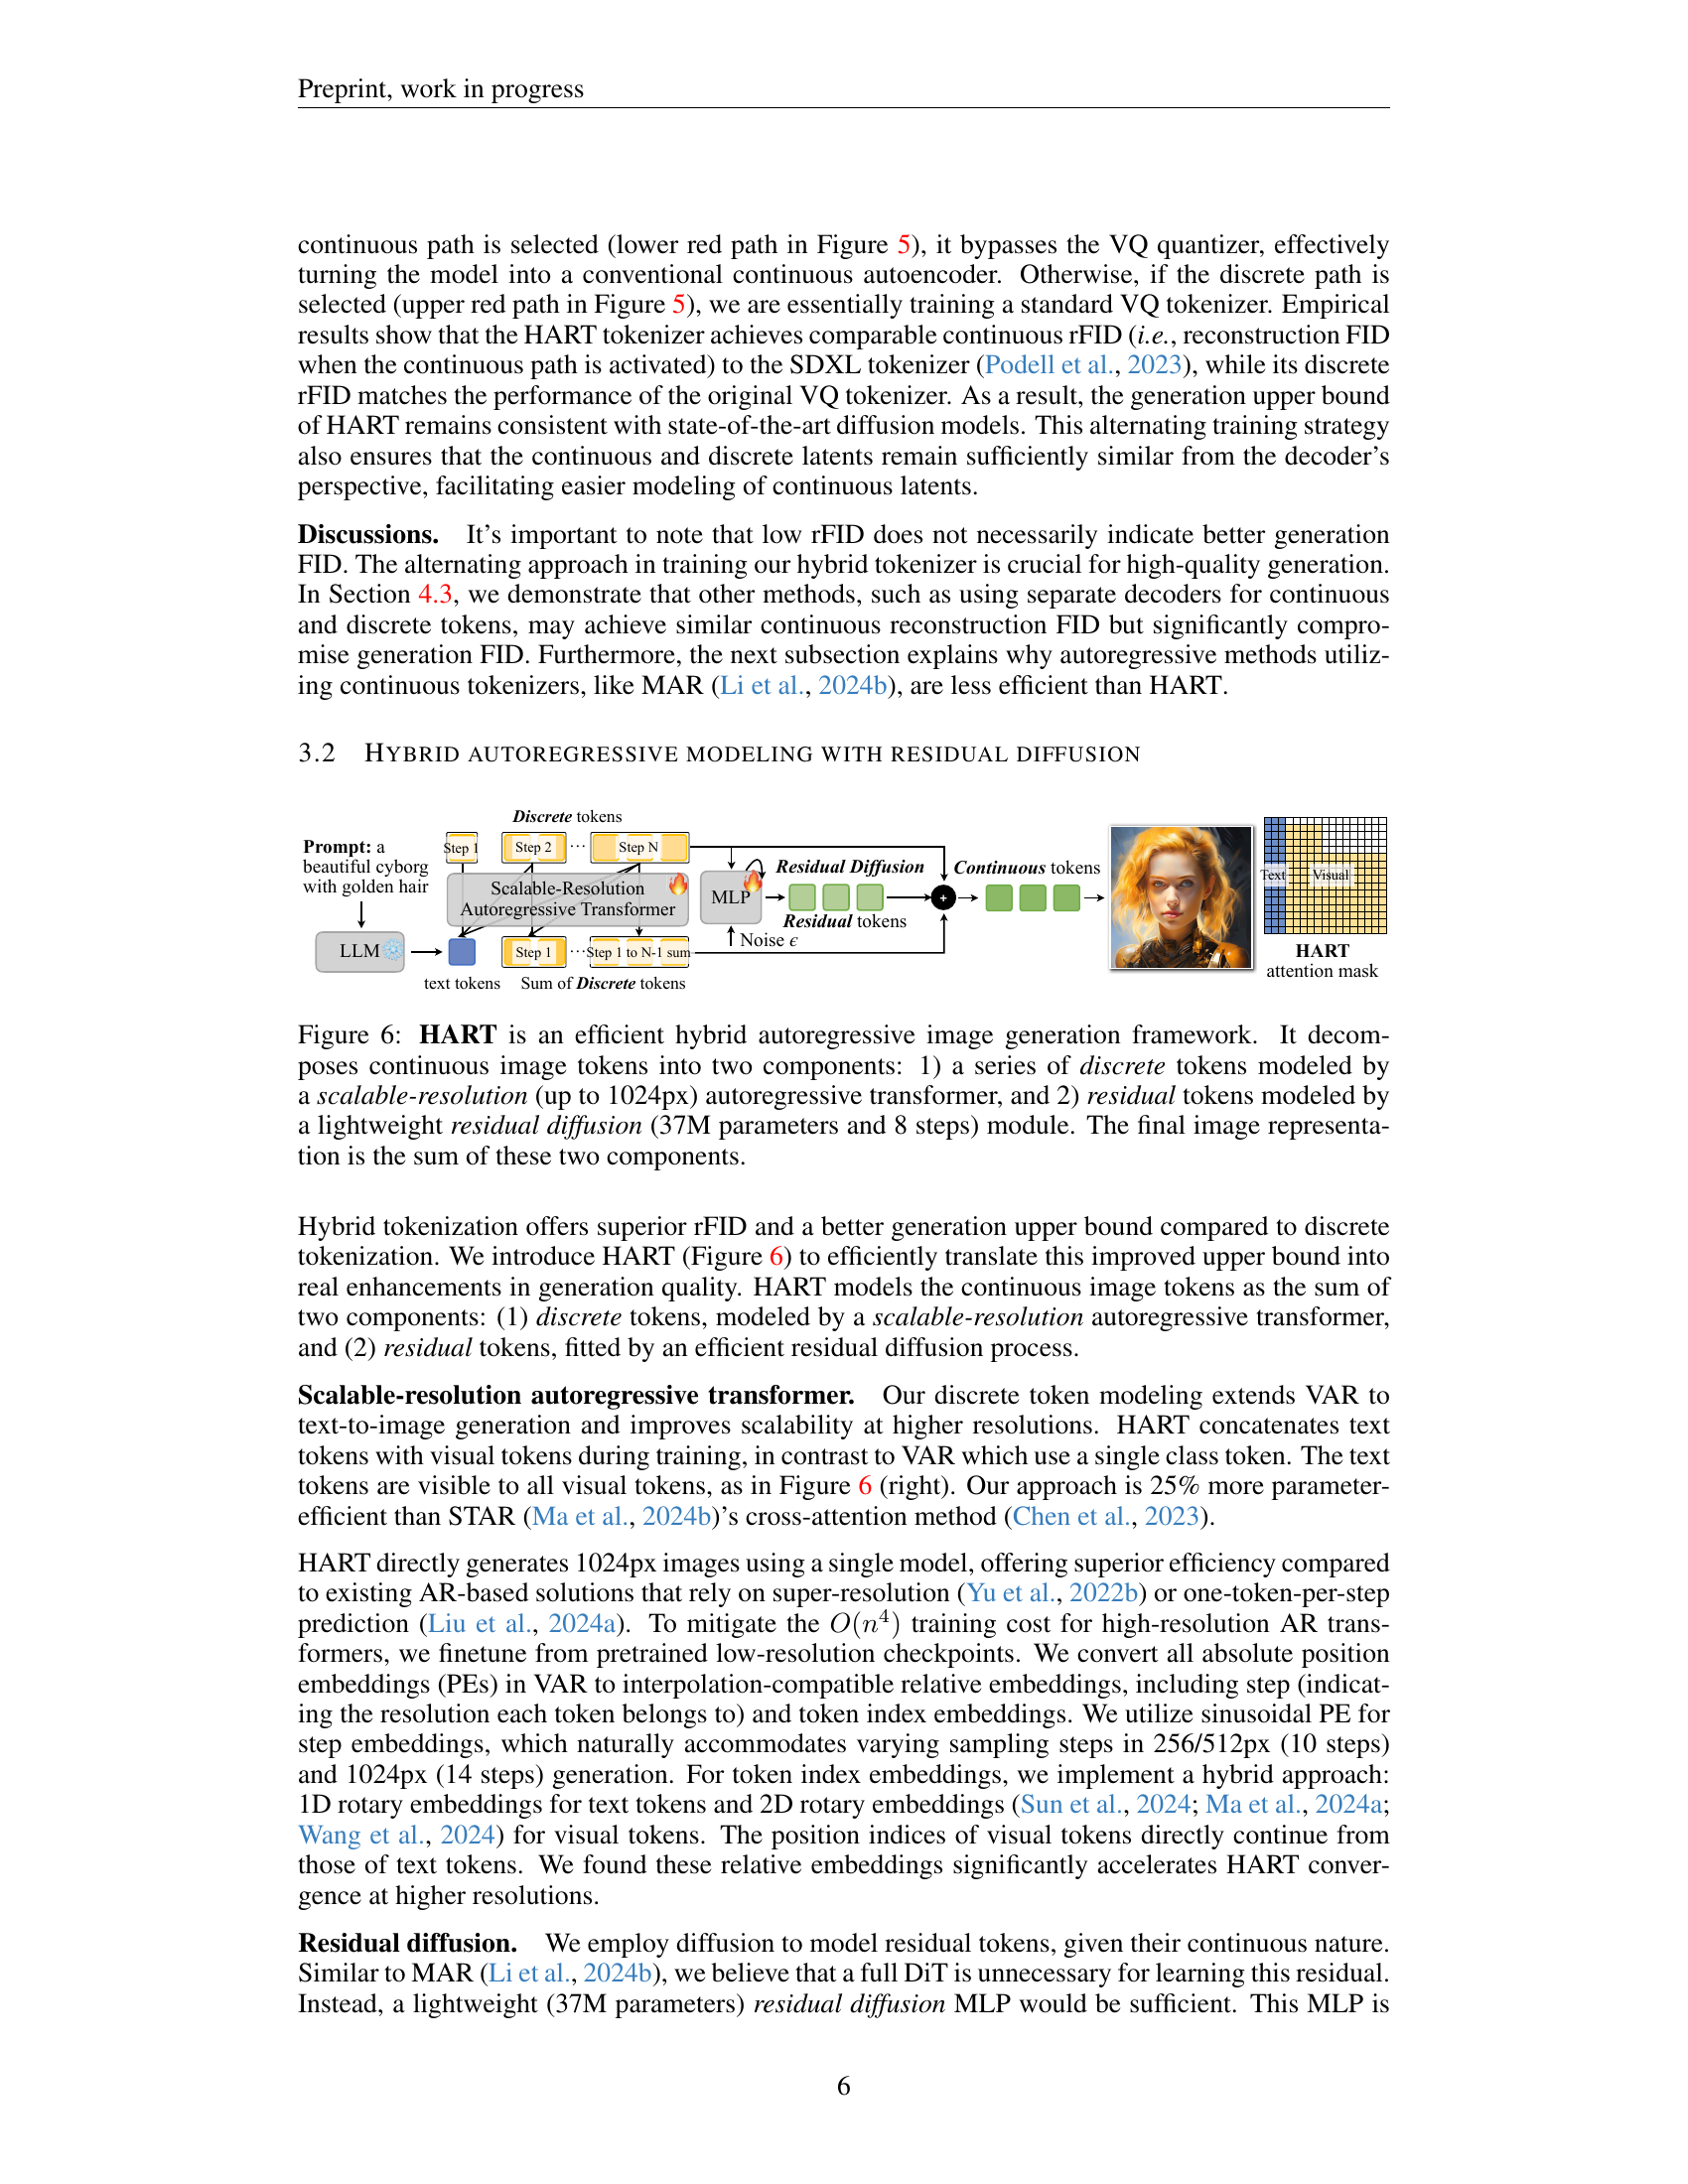 Preprint, work in progress
continuous path is selected (lower red path in Figure 5), it bypasses the VQ quantizer, effectively
turning the model into a conventional continuous autoencoder. Otherwise, if the discrete path is
selected (upper red path in Figure 5), we are essentially training a standard VQ tokenizer. Empirical
results show that the HART tokenizer achieves comparable continuous rFID (i.e., reconstruction FID
when the continuous path is activated) to the SDXL tokenizer (Podell et al., 2023), while its discrete
rFID matches the performance of the original VQ tokenizer. As a result, the generation upper bound
of HART remains consistent with state-of-the-art diffusion models. This alternating training strategy
also ensures that the continuous and discrete latents remain sufficiently similar from the decoder's
perspective, facilitating easier modeling of continuous latents.
Discussions. It's important to note that low rFID does not necessarily indicate better generation
FID. The alternating approach in training our hybrid tokenizer is crucial for high-quality generation.
In Section 4.3, we demonstrate that other methods, such as using separate decoders for continuous
and discrete tokens, may achieve similar continuous reconstruction FID but significantly compro-
mise generation FID. Furthermore, the next subsection explains why autoregressive methods utiliz-
ing continuous tokenizers, like MAR (Li et al., 2024b), are less efficient than HART.
3.2 HYBRID AUTOREGRESSIVE MODELING WITH RESIDUAL DIFFUSION
Discrete tokens
Prompt: a
beautiful cyborg
with golden hair
Step 1
Step 2
...
Step N
Scalable-Resolution
Autoregressive Transformer
LLM
text tokens
Step 1
...
Step 1 to N-1 sum
Sum of Discrete tokens
MLP
Noise ϵ
Residual Diffusion
Residual tokens
+
Continuous tokens
Text
Visual
HART
attention mask
Figure 6: HART is an efficient hybrid autoregressive image generation framework. It decom-
poses continuous image tokens into two components: 1) a series of discrete tokens modeled by
a scalable-resolution (up to 1024px) autoregressive transformer, and 2) residual tokens modeled by
a lightweight residual diffusion (37M parameters and 8 steps) module. The final image representa-
tion is the sum of these two components.
Hybrid tokenization offers superior rFID and a better generation upper bound compared to discrete
tokenization. We introduce HART (Figure 6) to efficiently translate this improved upper bound into
real enhancements in generation quality. HART models the continuous image tokens as the sum of
two components: (1) discrete tokens, modeled by a scalable-resolution autoregressive transformer,
and (2) residual tokens, fitted by an efficient residual diffusion process.
Scalable-resolution autoregressive transformer. Our discrete token modeling extends VAR to
text-to-image generation and improves scalability at higher resolutions. HART concatenates text
tokens with visual tokens during training, in contrast to VAR which use a single class token. The text
tokens are visible to all visual tokens, as in Figure 6 (right). Our approach is 25% more parameter-
efficient than STAR (Ma et al., 2024b)'s cross-attention method (Chen et al., 2023).
HART directly generates 1024px images using a single model, offering superior efficiency compared
to existing AR-based solutions that rely on super-resolution (Yu et al., 2022b) or one-token-per-step
prediction (Liu et al., 2024a). To mitigate the O(n⁴) training cost for high-resolution AR trans-
formers, we finetune from pretrained low-resolution checkpoints. We convert all absolute position
embeddings (PEs) in VAR to interpolation-compatible relative embeddings, including step (indicat-
ing the resolution each token belongs to) and token index embeddings. We utilize sinusoidal PE for
step embeddings, which naturally accommodates varying sampling steps in 256/512px (10 steps)
and 1024px (14 steps) generation. For token index embeddings, we implement a hybrid approach:
1D rotary embeddings for text tokens and 2D rotary embeddings (Sun et al., 2024; Ma et al., 2024a;
Wang et al., 2024) for visual tokens. The position indices of visual tokens directly continue from
those of text tokens. We found these relative embeddings significantly accelerates HART conver-
gence at higher resolutions.
Residual diffusion. We employ diffusion to model residual tokens, given their continuous nature.
Similar to MAR (Li et al., 2024b), we believe that a full DiT is unnecessary for learning this residual.
Instead, a lightweight (37M parameters) residual diffusion MLP would be sufficient. This MLP is
6